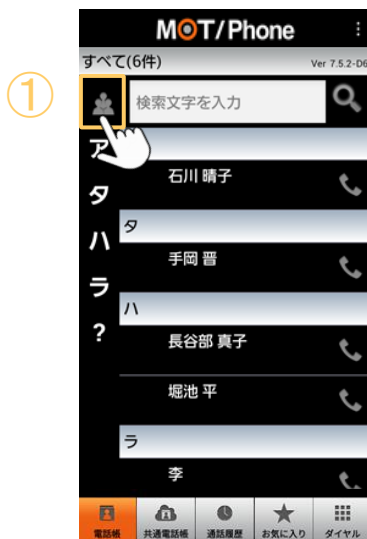 MOT/Phone
すべて(6件)
Ver 7.5.2-D6
①
検索文字を入力
ア
タ
ハ
ラ
?
石川 晴子
タ
手岡 晋
ハ
長谷部 真子
堀池 平
ラ
李
電話帳
共通電話帳
通話履歴
お気に入り
ダイヤル